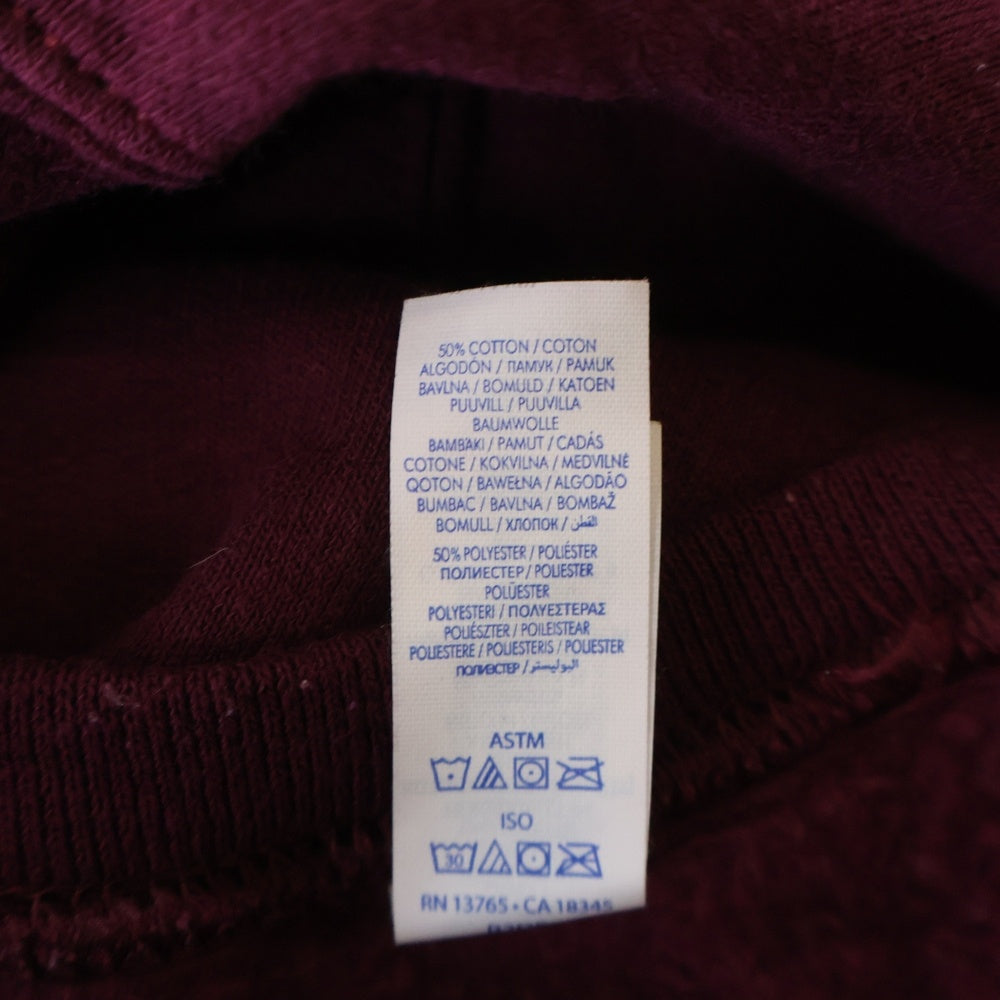 50% COTTON / COTON
ALGODÓN / ПАМУК / PAMUK
BAVLNA / BOMULD / KATOEN
PUUVILL / PUUVILLA
BAUMWOLLE
BAMBAKI / PAMUT / CADÁS
COTONE / KOKVILNA / MEDVILNĖ
QOTON / BAWEŁNA / ALGODÃO
BUMBAC / BAVLNA / BOMBAŽ
BOMULL / ХЛОПОК / القطن
50% POLYESTER / POLIÉSTER
ПОЛИЕСТЕР / POLIESTER
POLÜESTER
POLYESTERI / ΠΟΛΥΕΣΤΕΡΑΣ
POLIÉSZTER / POILEISTEAR
POLIESTERE / POLIESTERIS / POLIESTER
ПОЛИЭСТЕР / البوليستر
ASTM
ISO
30
RN 13765 • CA 18345